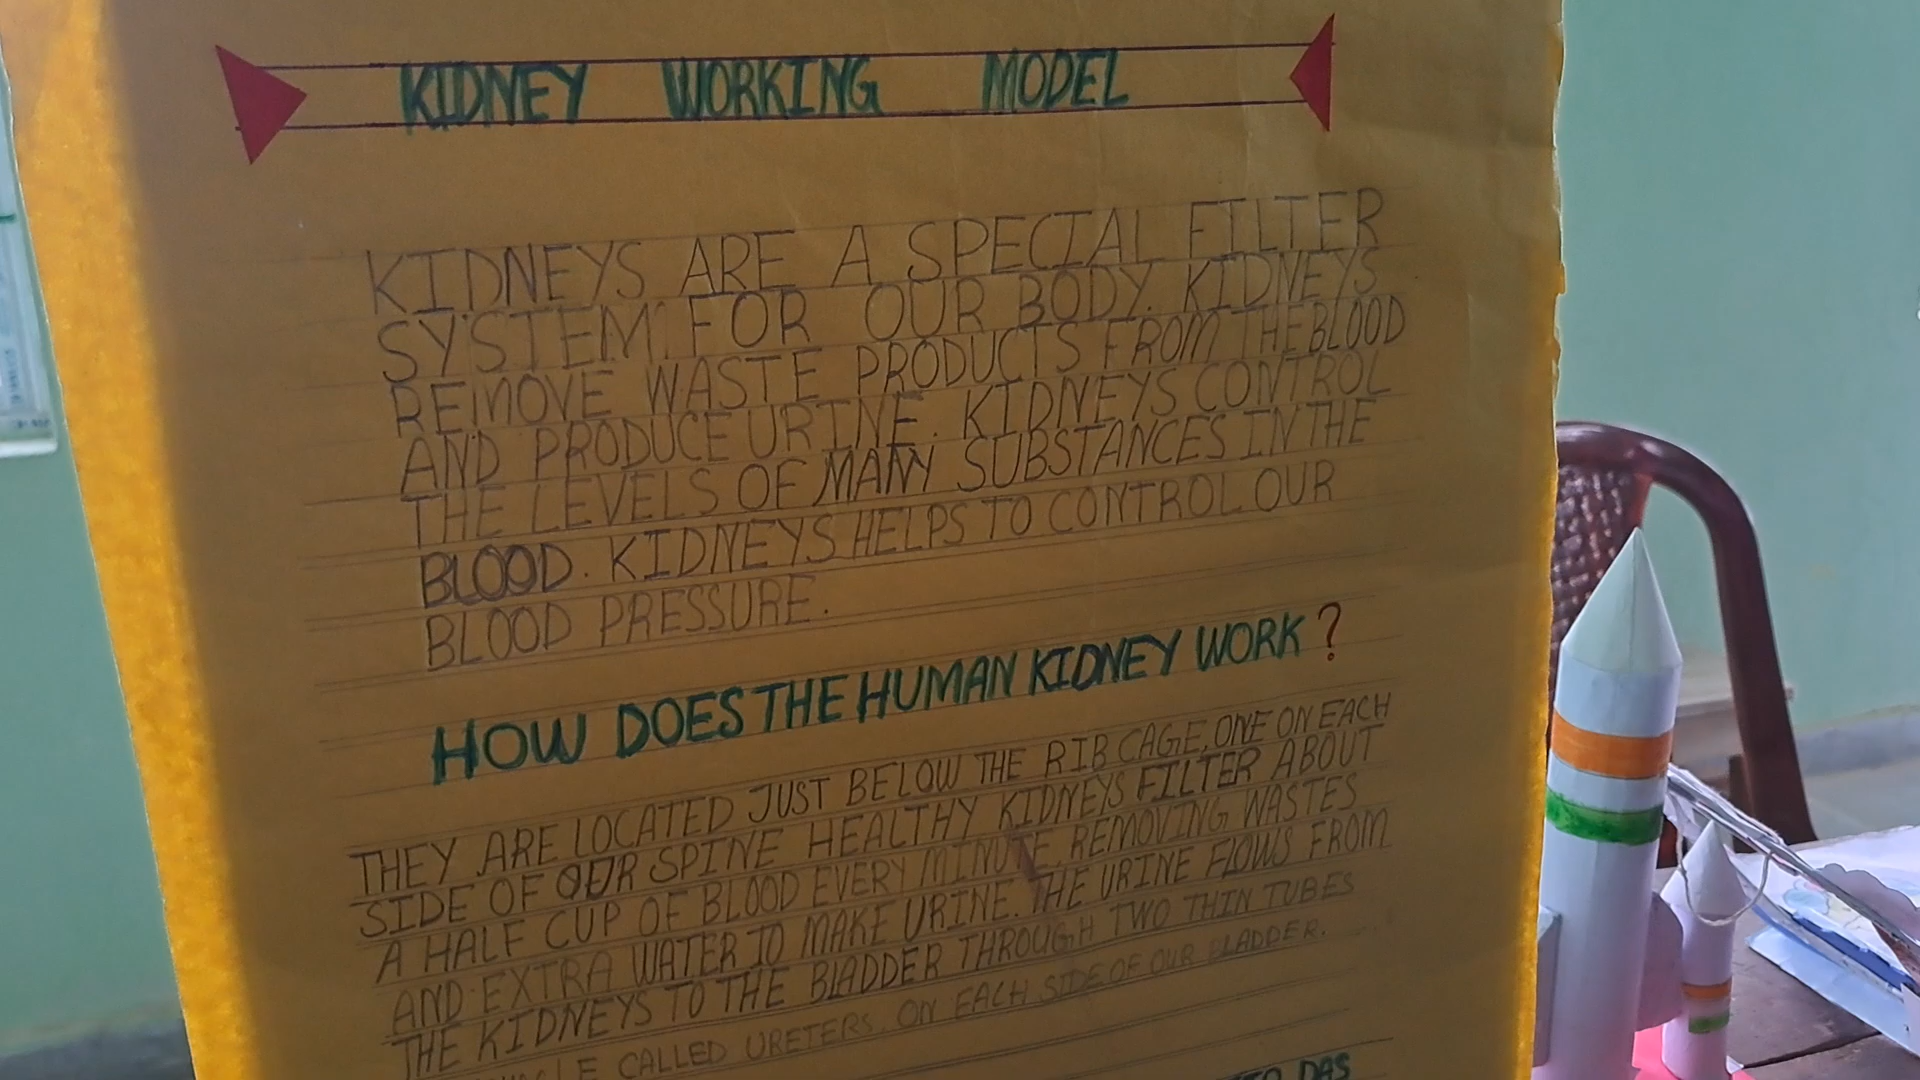 KIDNEY WORKING MODEL
KIDNEYS ARE A SPECIAL FILTER
SYSTEM FOR OUR BODY. KIDNEYS
REMOVE WASTE PRODUCTS FROM THE BLOOD
AND PRODUCE URINE. KIDNEYS CONTROL
THE LEVELS OF MANY SUBSTANCES IN THE
BLOOD. KIDNEYS HELPS TO CONTROL OUR
BLOOD PRESSURE.
HOW DOES THE HUMAN KIDNEY WORK?
THEY ARE LOCATED JUST BELOW THE RIB CAGE, ONE ON EACH
SIDE OF OUR SPINE HEALTHY KIDNEYS FILTER ABOUT
A HALF CUP OF BLOOD EVERY MINUTE, REMOVING WASTES
AND EXTRA WATER TO MAKE URINE. THE URINE FLOWS FROM
THE KIDNEYS TO THE BLADDER THROUGH TWO THIN TUBES
CALLED URETERS, ON EACH SIDE OF OUR BLADDER.
DAS